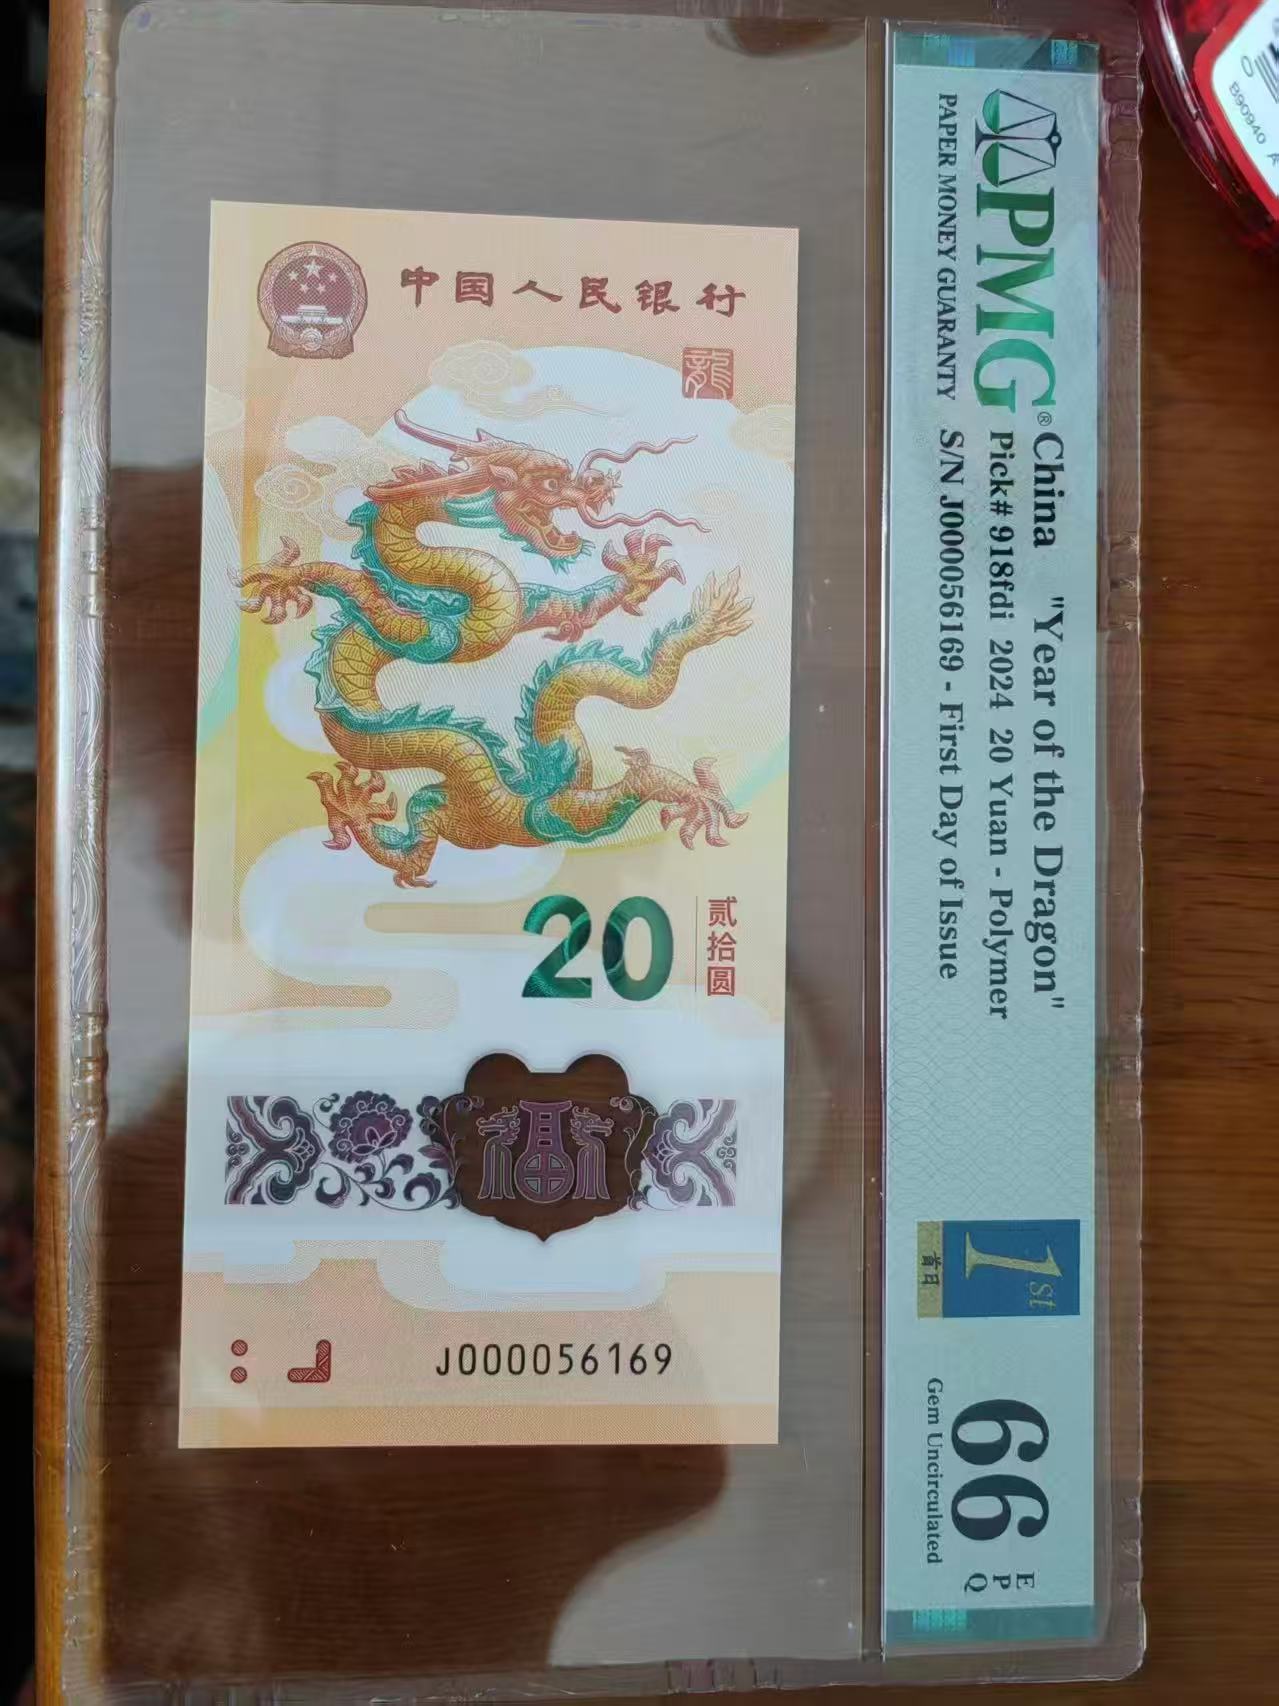 中国人民银行
龍
20
贰拾圆
福
J000056169
PMG®
PAPER MONEY GUARANTY
China "Year of the Dragon"
Pick# 918fdi 2024 20 Yuan - Polymer
S/N J000056169 - First Day of Issue
1st
首日
66
EPQ
Gem Uncirculated
B90940